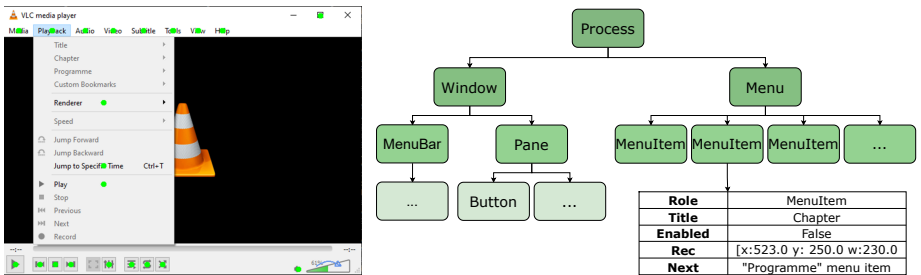 VLC media player
Media Playback Audio Video Subtitle Tools View Help
Title
Chapter
Programme
Custom Bookmarks
Renderer
Speed
Jump Forward
Jump Backward
Jump to Specific Time Ctrl+T
Play
Stop
Previous
Next
Record
--:-- --:--
61%
Process
Window Menu
MenuBar Pane MenuItem MenuItem MenuItem ...
... Button ...
Role MenuItem
Title Chapter
Enabled False
Rec [x:523.0 y: 250.0 w:230.0
Next "Programme" menu item